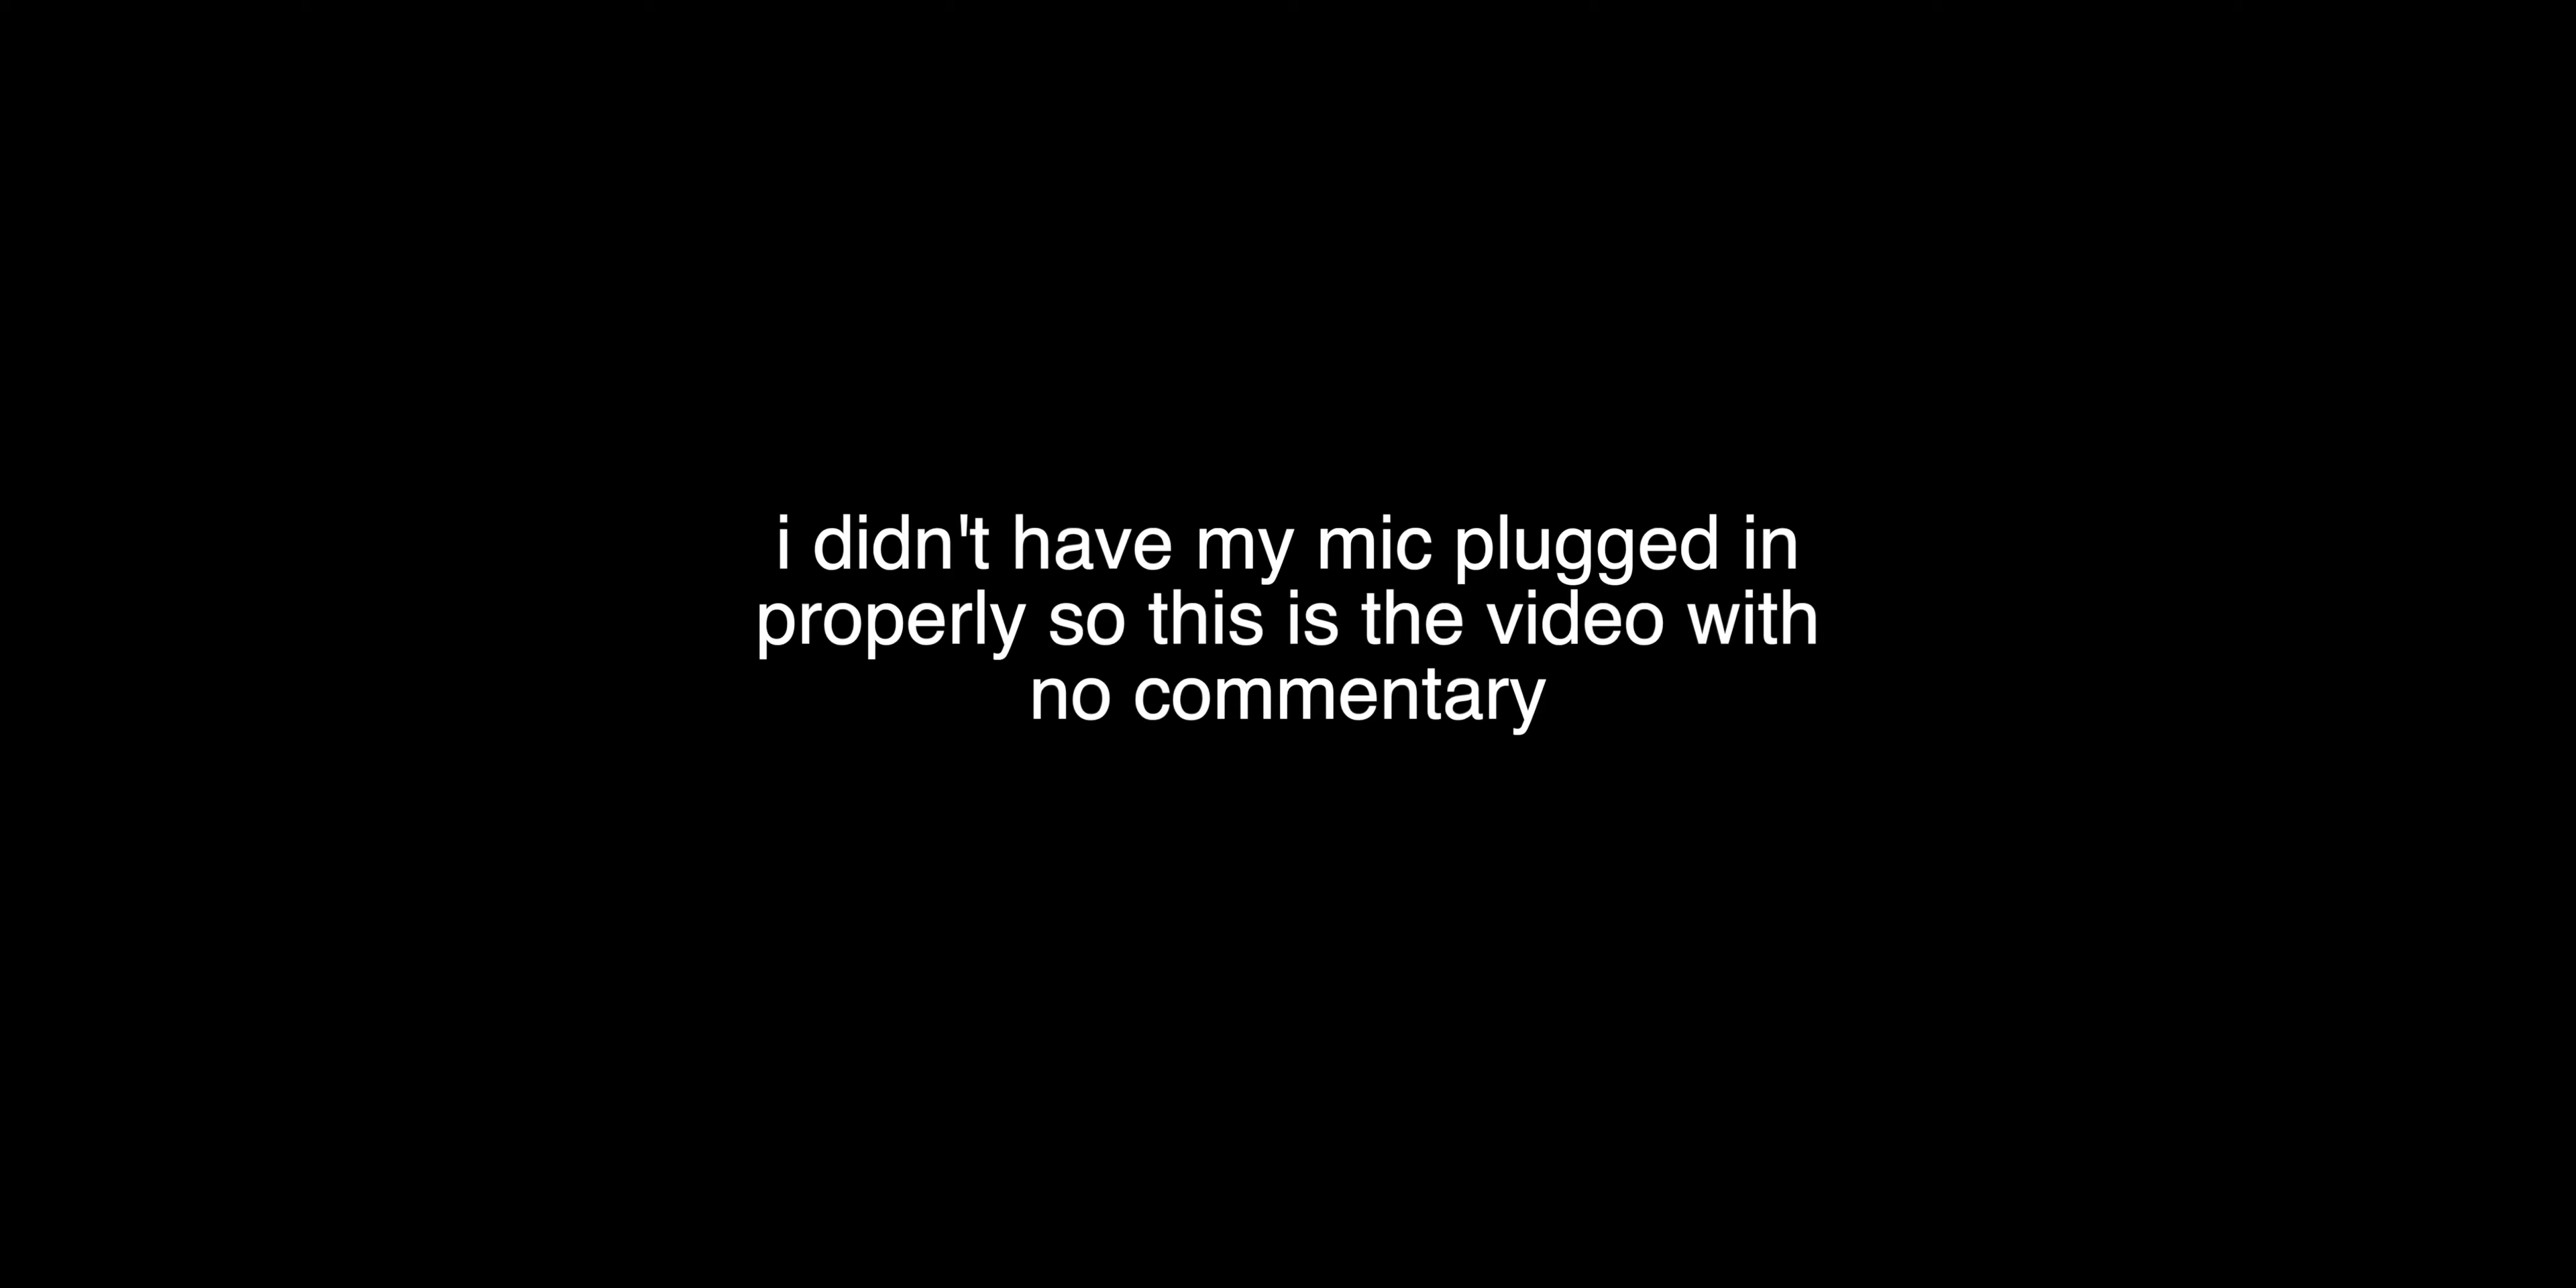 i didn't have my mic plugged in
properly so this is the video with
no commentary